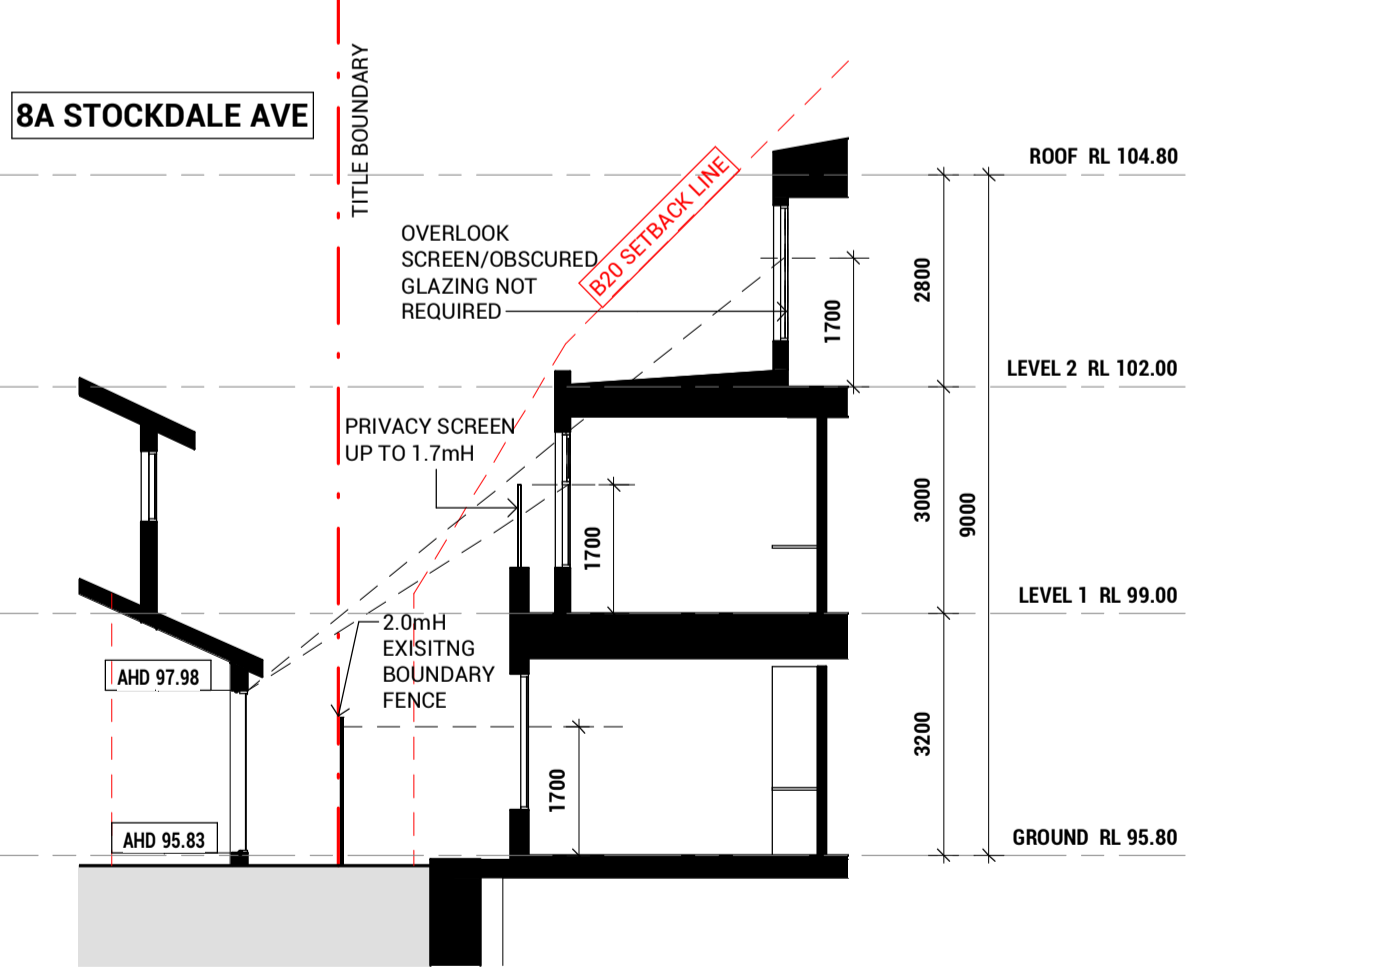 8A STOCKDALE AVE
TITLE BOUNDARY
ROOF RL 104.80
OVERLOOK
SCREEN/OBSCURED
GLAZING NOT
REQUIRED
B20 SETBACK LINE
2800
1700
LEVEL 2 RL 102.00
PRIVACY SCREEN
UP TO 1.7mH
3000
9000
1700
LEVEL 1 RL 99.00
2.0mH
EXISITNG
BOUNDARY
FENCE
AHD 97.98
3200
1700
AHD 95.83
GROUND RL 95.80